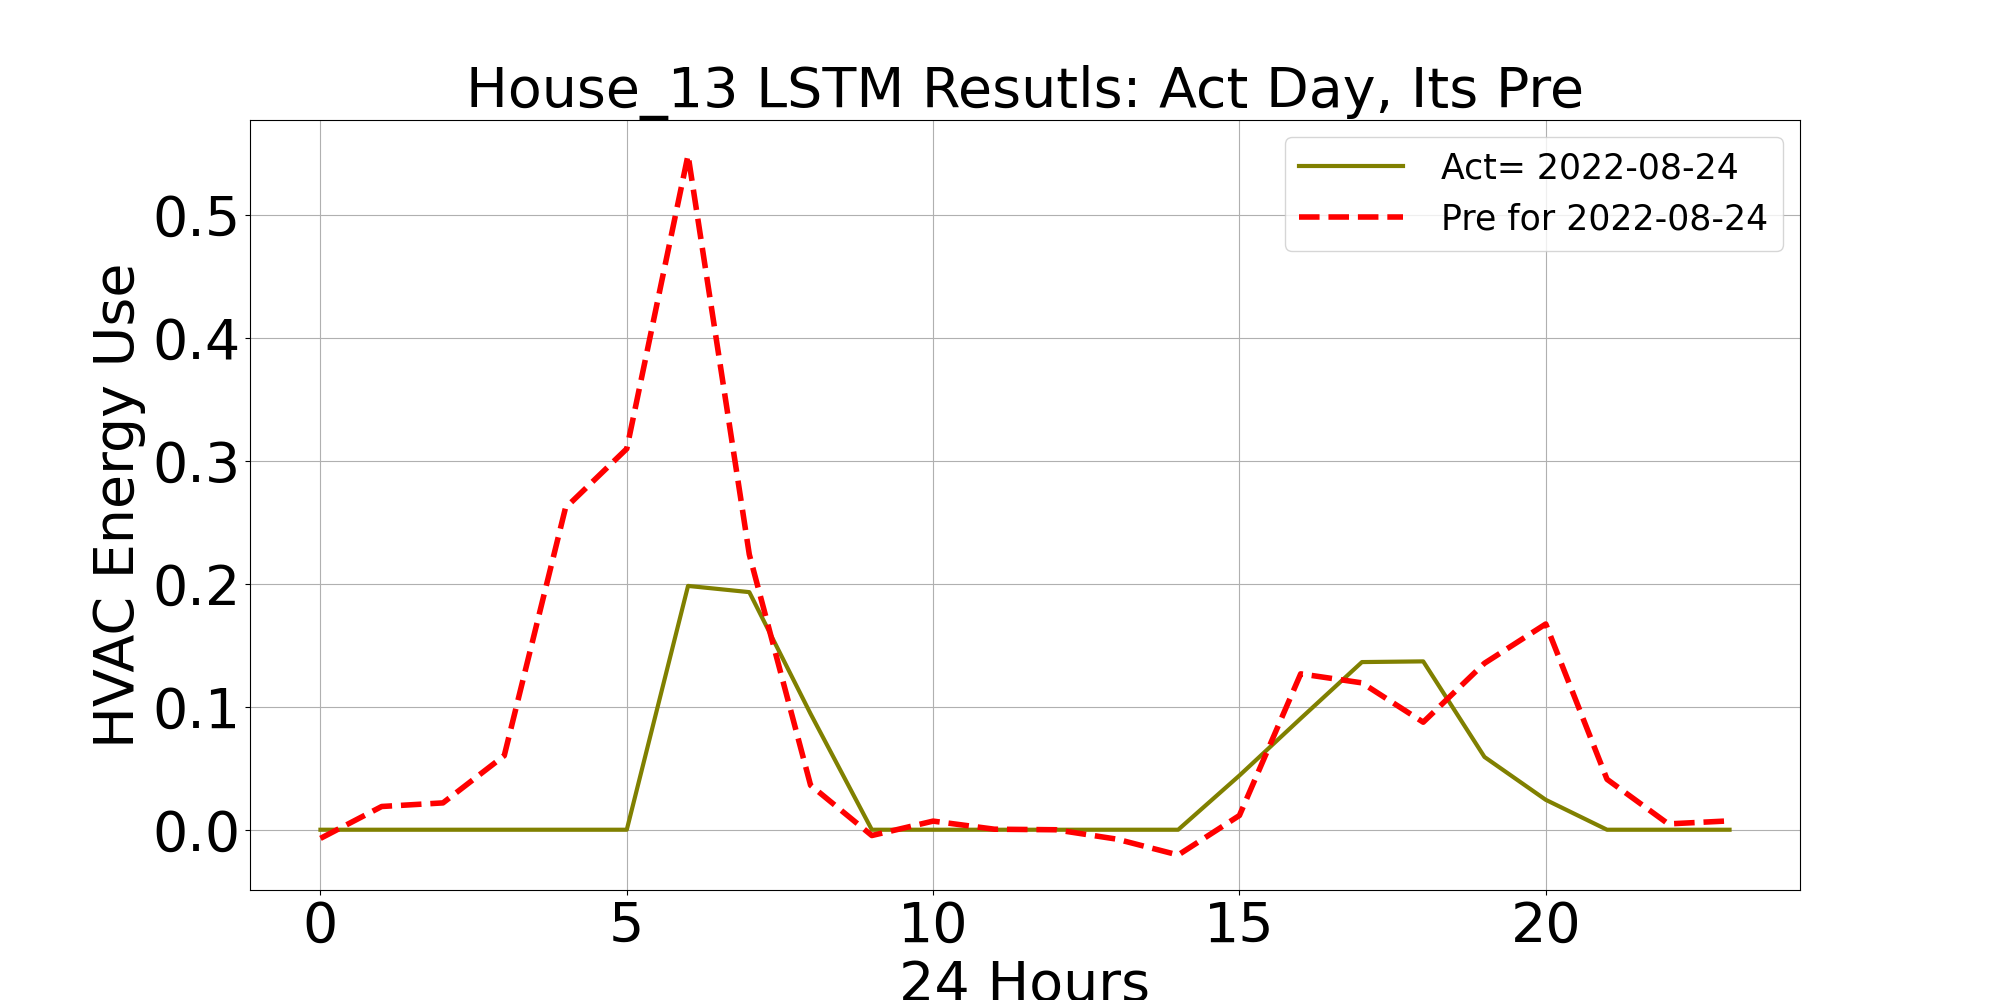 House_13 LSTM Resutls: Act Day, Its Pre
Act= 2022-08-24
Pre for 2022-08-24
HVAC Energy Use
0.5
0.4
0.3
0.2
0.1
0.0
0 5 10 15 20
24 Hours